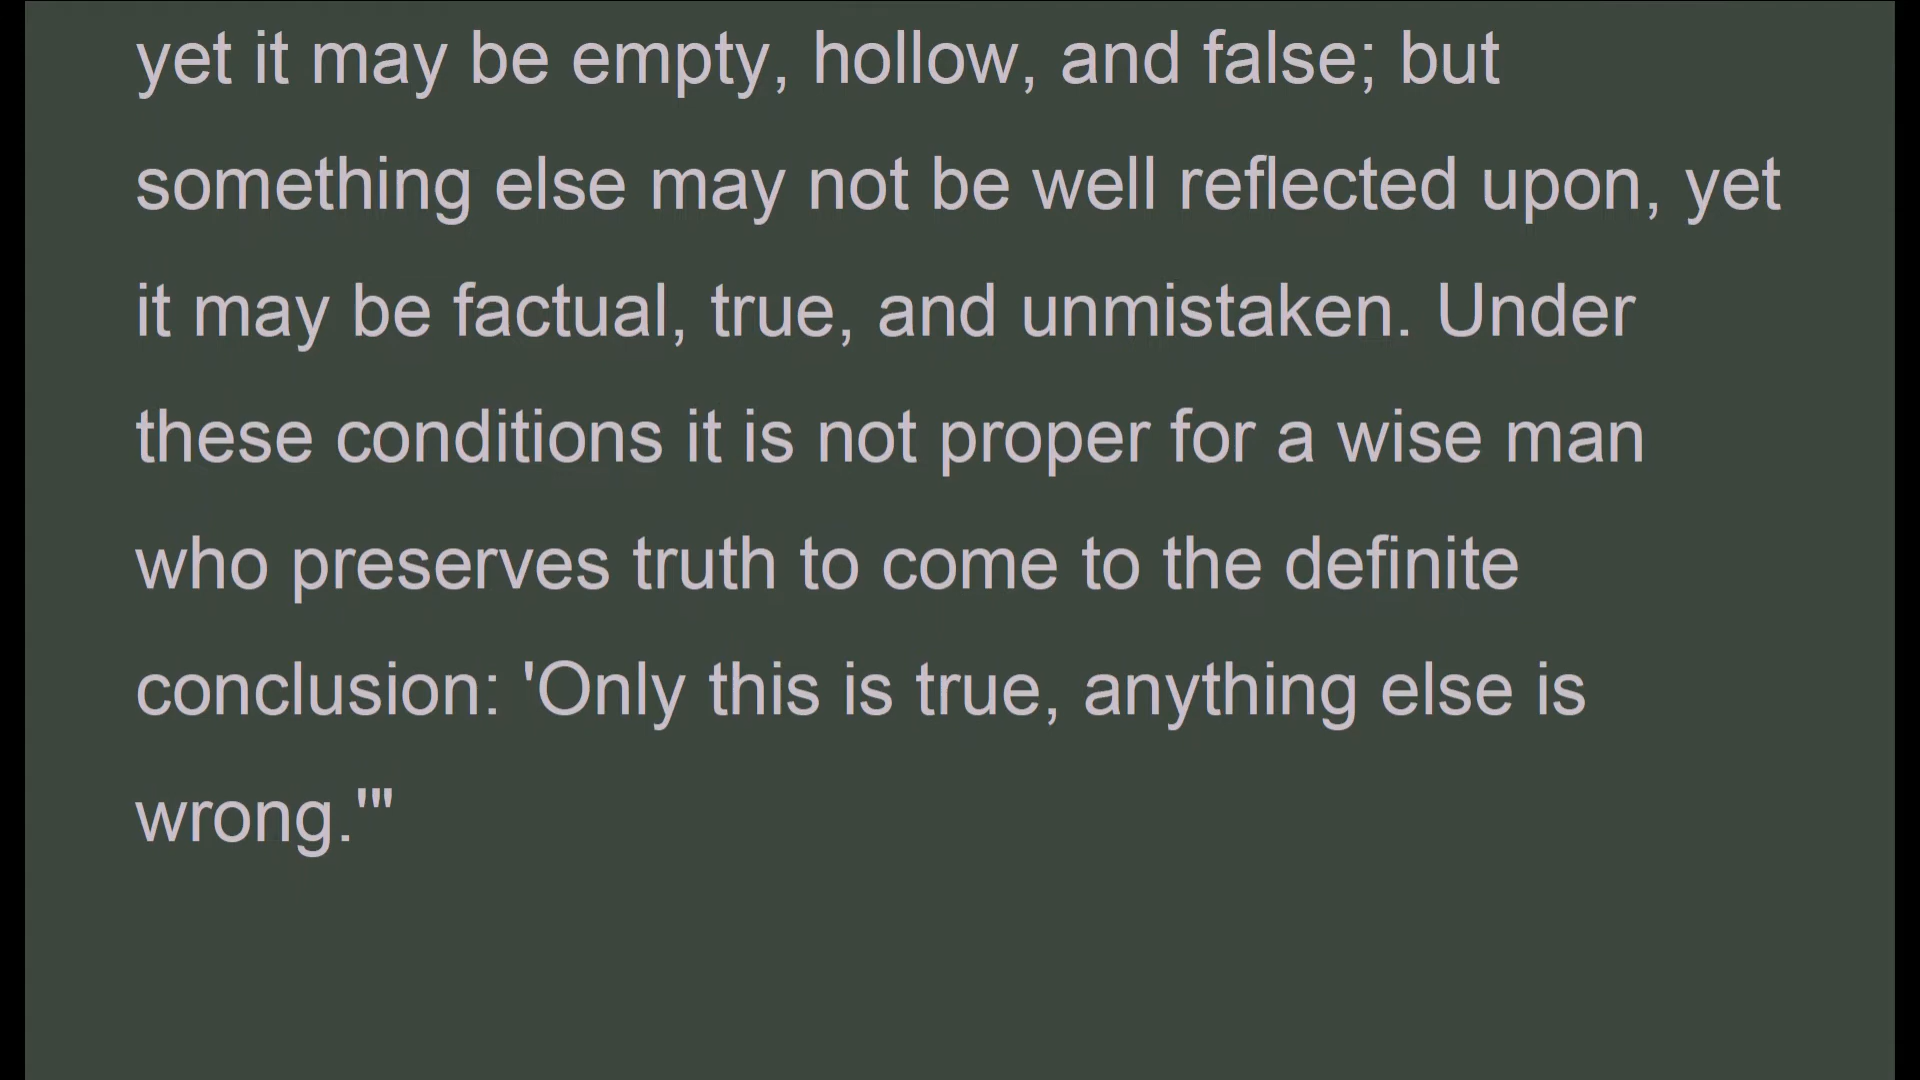 yet it may be empty, hollow, and false; but
something else may not be well reflected upon, yet
it may be factual, true, and unmistaken. Under
these conditions it is not proper for a wise man
who preserves truth to come to the definite
conclusion: 'Only this is true, anything else is
wrong.'"